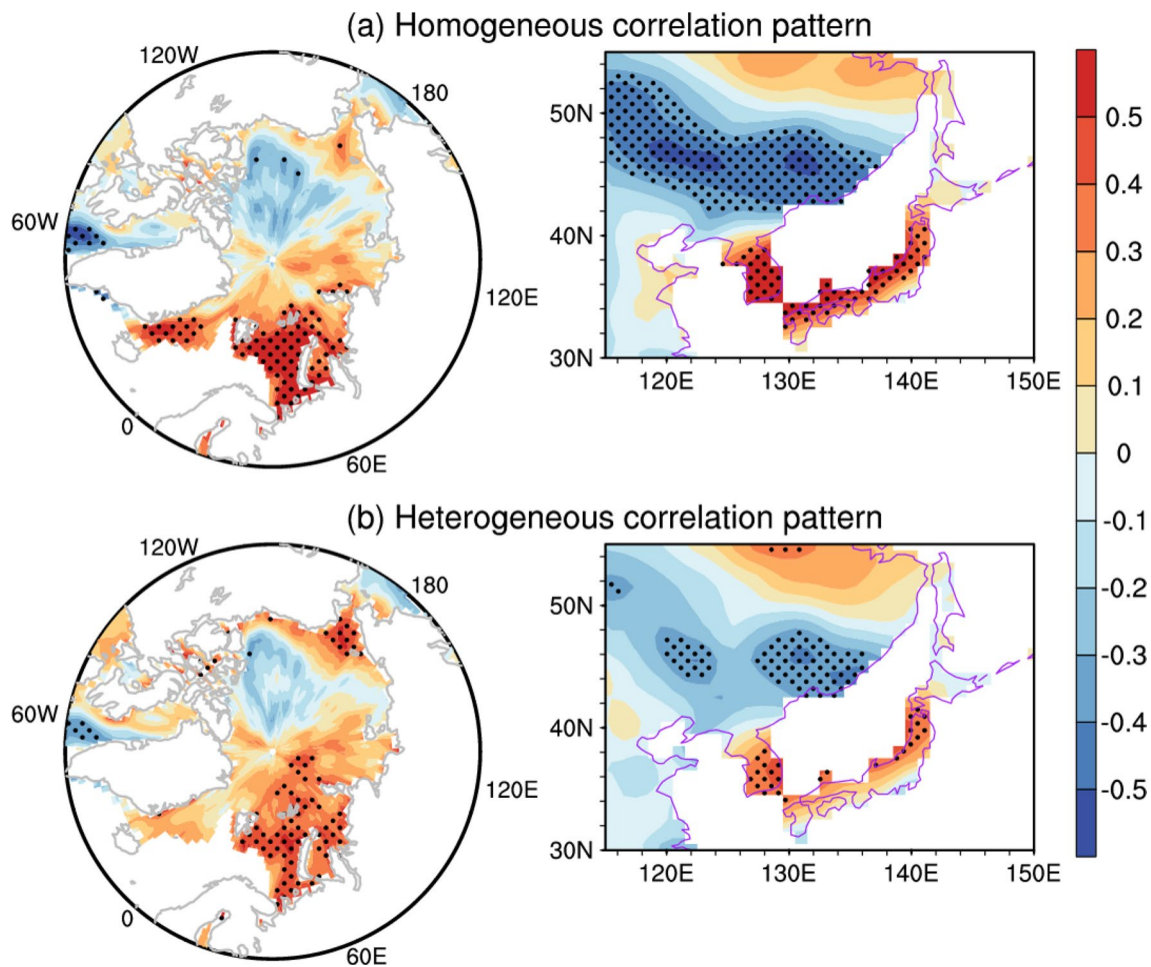 (a) Homogeneous correlation pattern
120W
180
60W
120E
0
60E
50N
40N
30N
120E
130E
140E
150E
0.5
0.4
0.3
0.2
0.1
0
-0.1
-0.2
-0.3
-0.4
-0.5
(b) Heterogeneous correlation pattern
120W
180
60W
120E
0
60E
50N
40N
30N
120E
130E
140E
150E